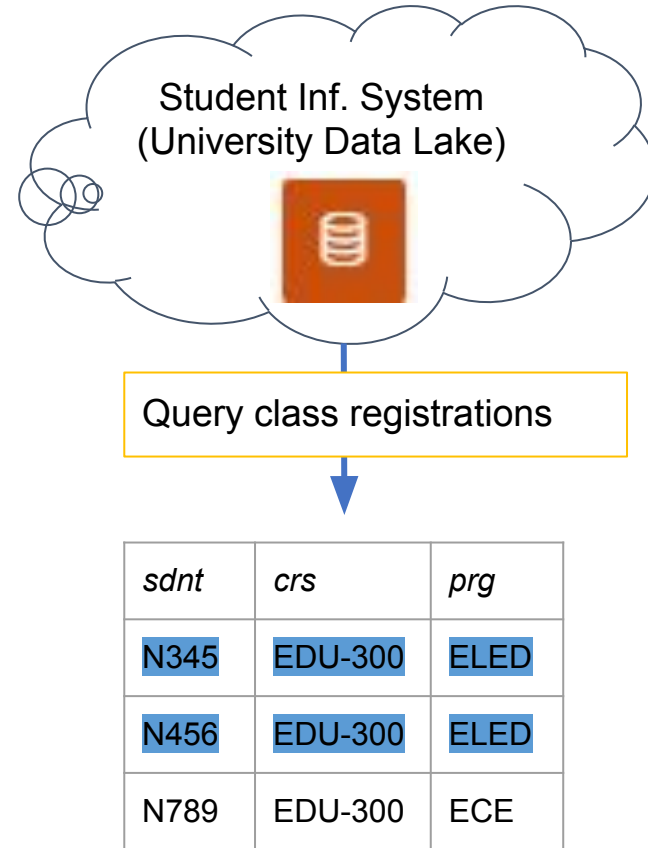 Student Inf. System
(University Data Lake)
Query class registrations
sdnt crs prg
N345 EDU-300 ELED
N456 EDU-300 ELED
N789 EDU-300 ECE